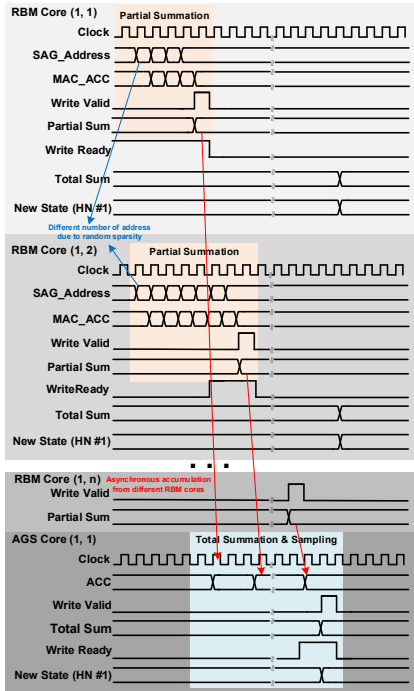 RBM Core (1, 1)
Partial Summation
Clock
SAG_Address
MAC_ACC
Write Valid
Partial Sum
Write Ready
Total Sum
New State (HN #1)
Different number of address
due to random sparsity
RBM Core (1, 2)
Partial Summation
Clock
SAG_Address
MAC_ACC
Write Valid
Partial Sum
WriteReady
Total Sum
New State (HN #1)
. . .
RBM Core (1, n)
Asynchronous accumulation
from different RBM cores
Write Valid
Partial Sum
AGS Core (1, 1)
Total Summation & Sampling
Clock
ACC
Write Valid
Total Sum
Write Ready
New State (HN #1)